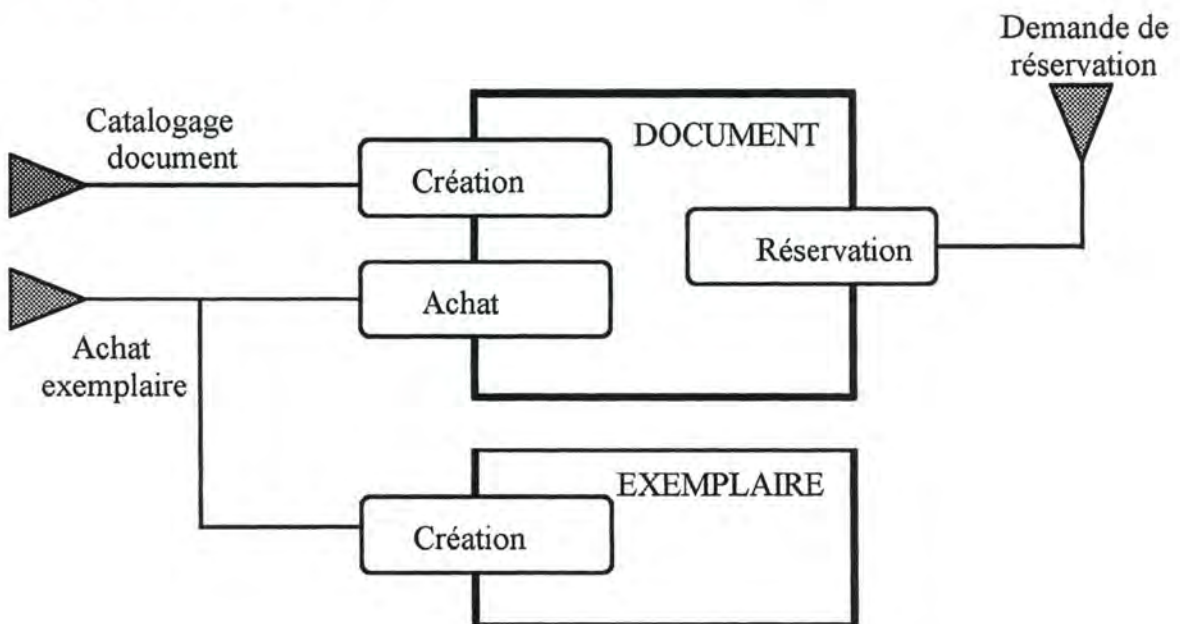 Demande de
réservation
Catalogage
document
DOCUMENT
Création
Réservation
Achat
Achat
exemplaire
EXEMPLAIRE
Création